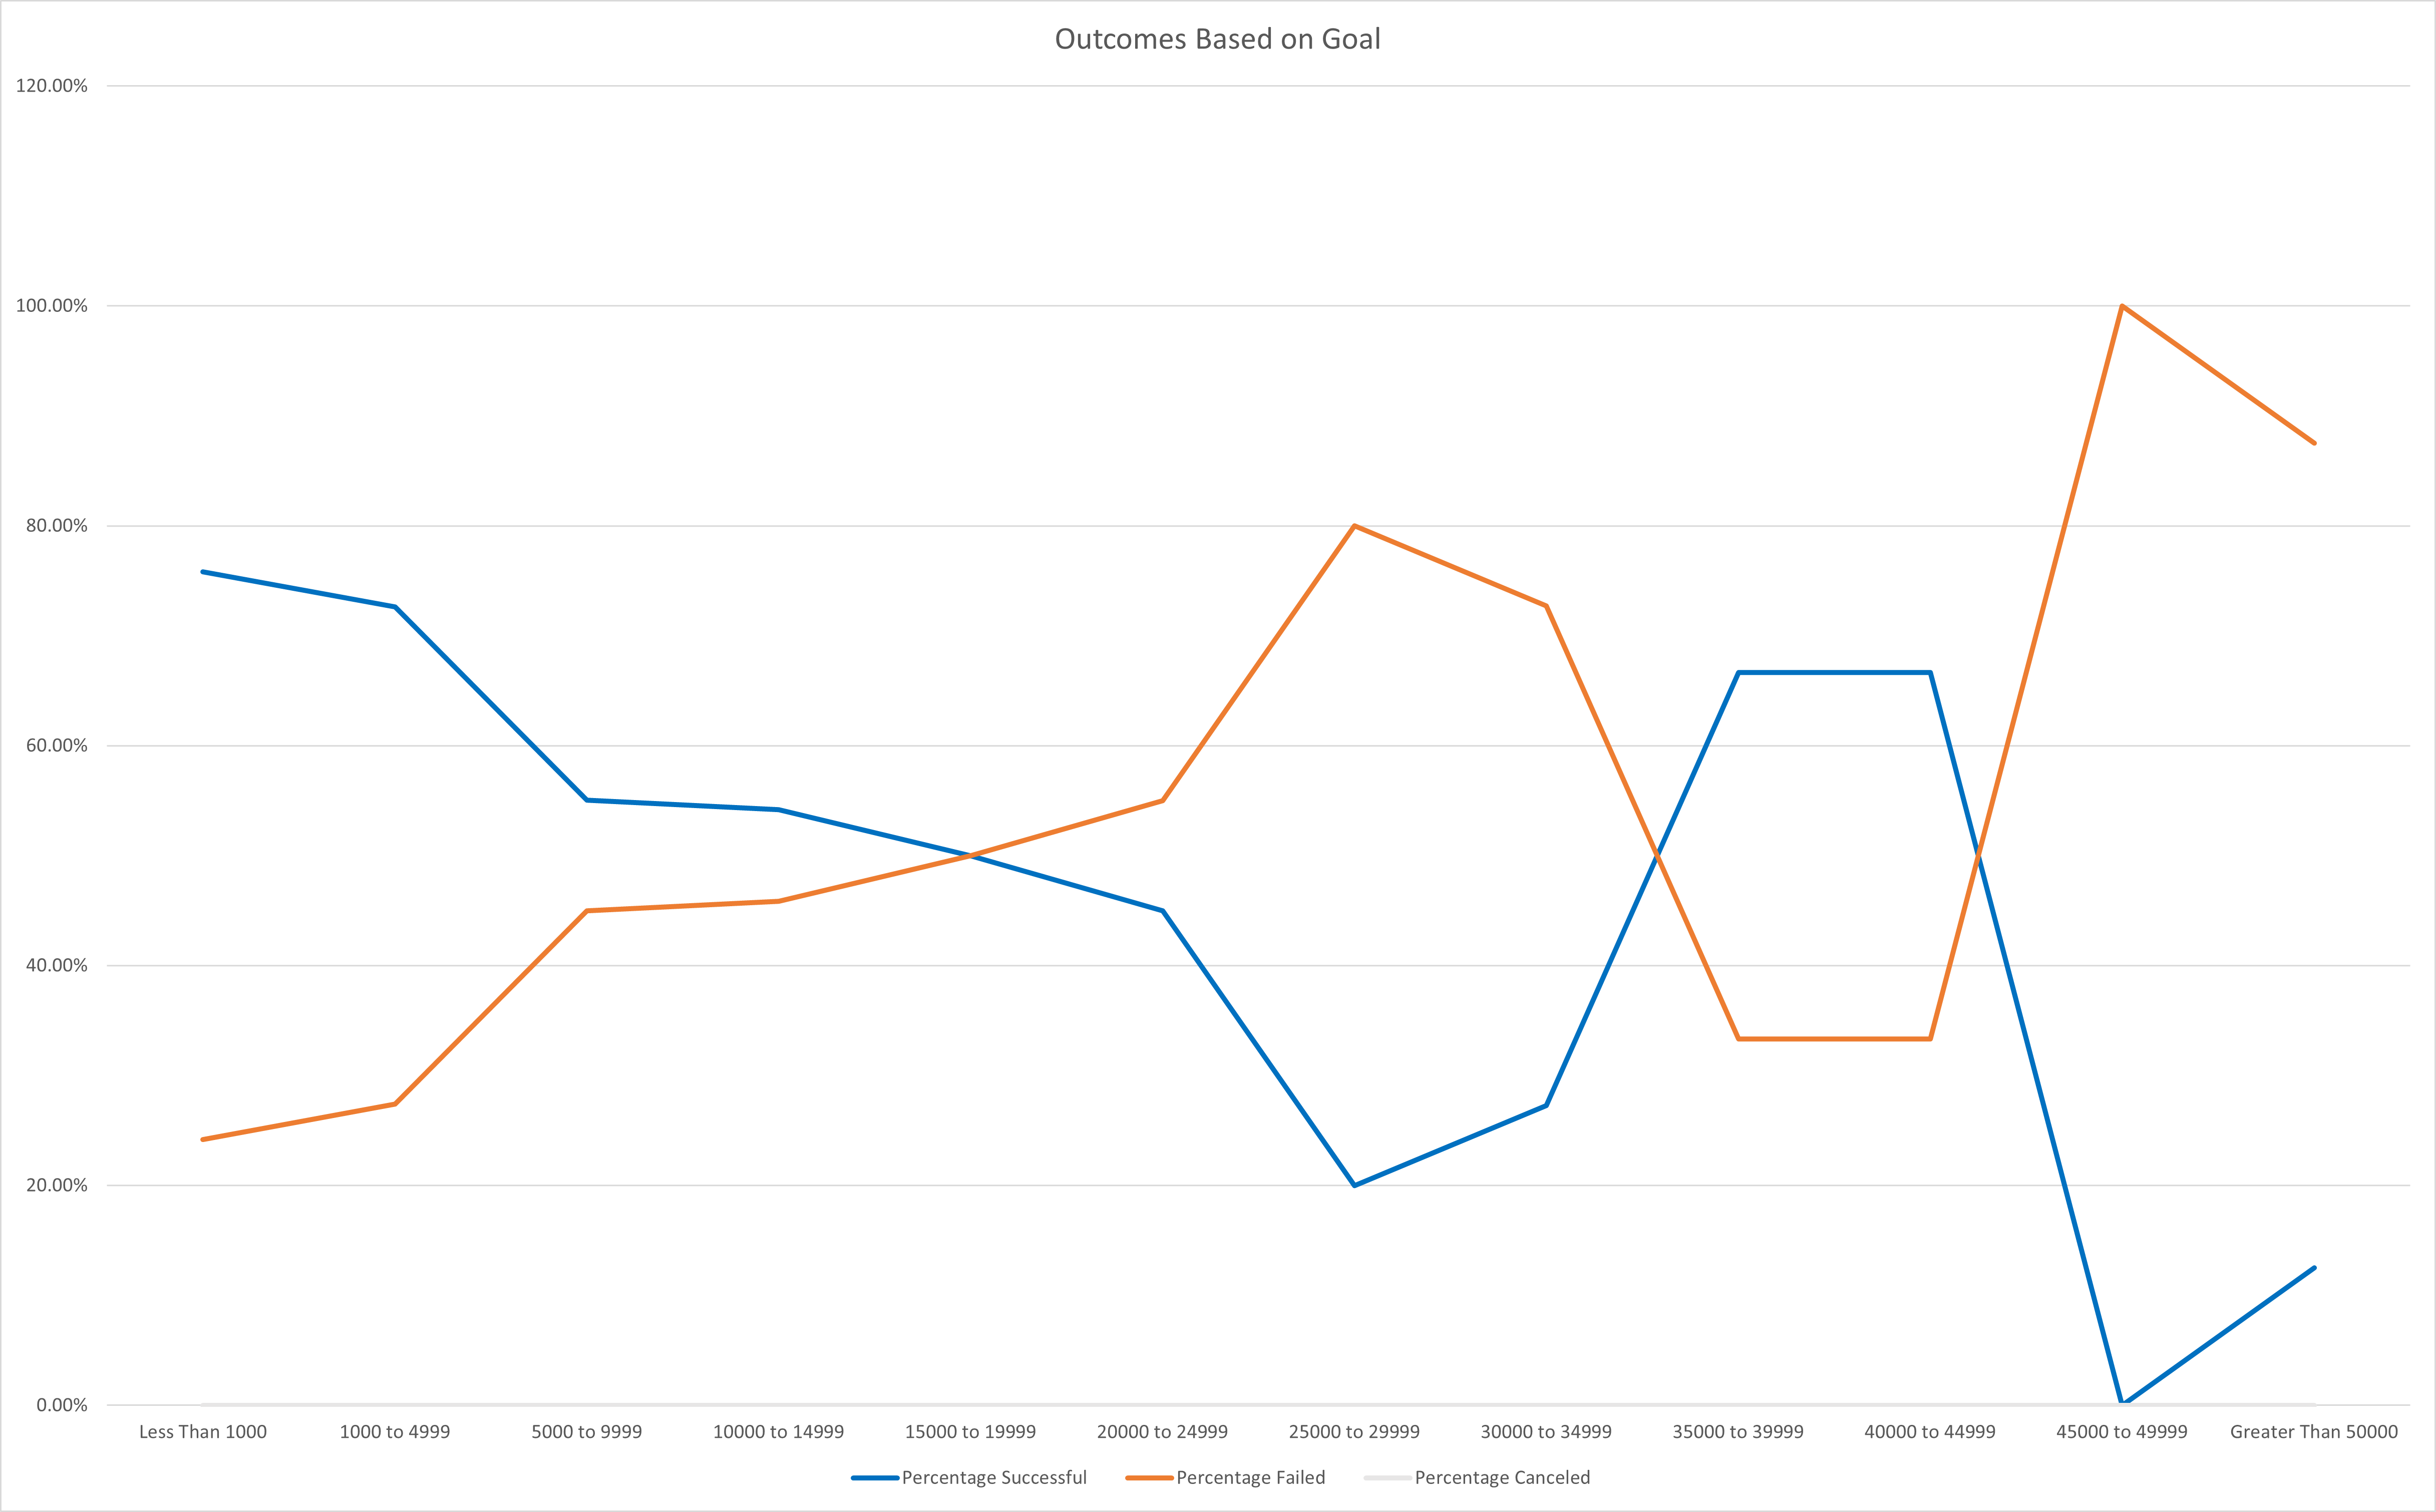 Outcomes Based on Goal
120.00%
100.00%
80.00%
60.00%
40.00%
20.00%
0.00%
Less Than 1000 1000 to 4999 5000 to 9999 10000 to 14999 15000 to 19999 20000 to 24999 25000 to 29999 30000 to 34999 35000 to 39999 40000 to 44999 45000 to 49999 Greater Than 50000
Percentage Successful Percentage Failed Percentage Canceled